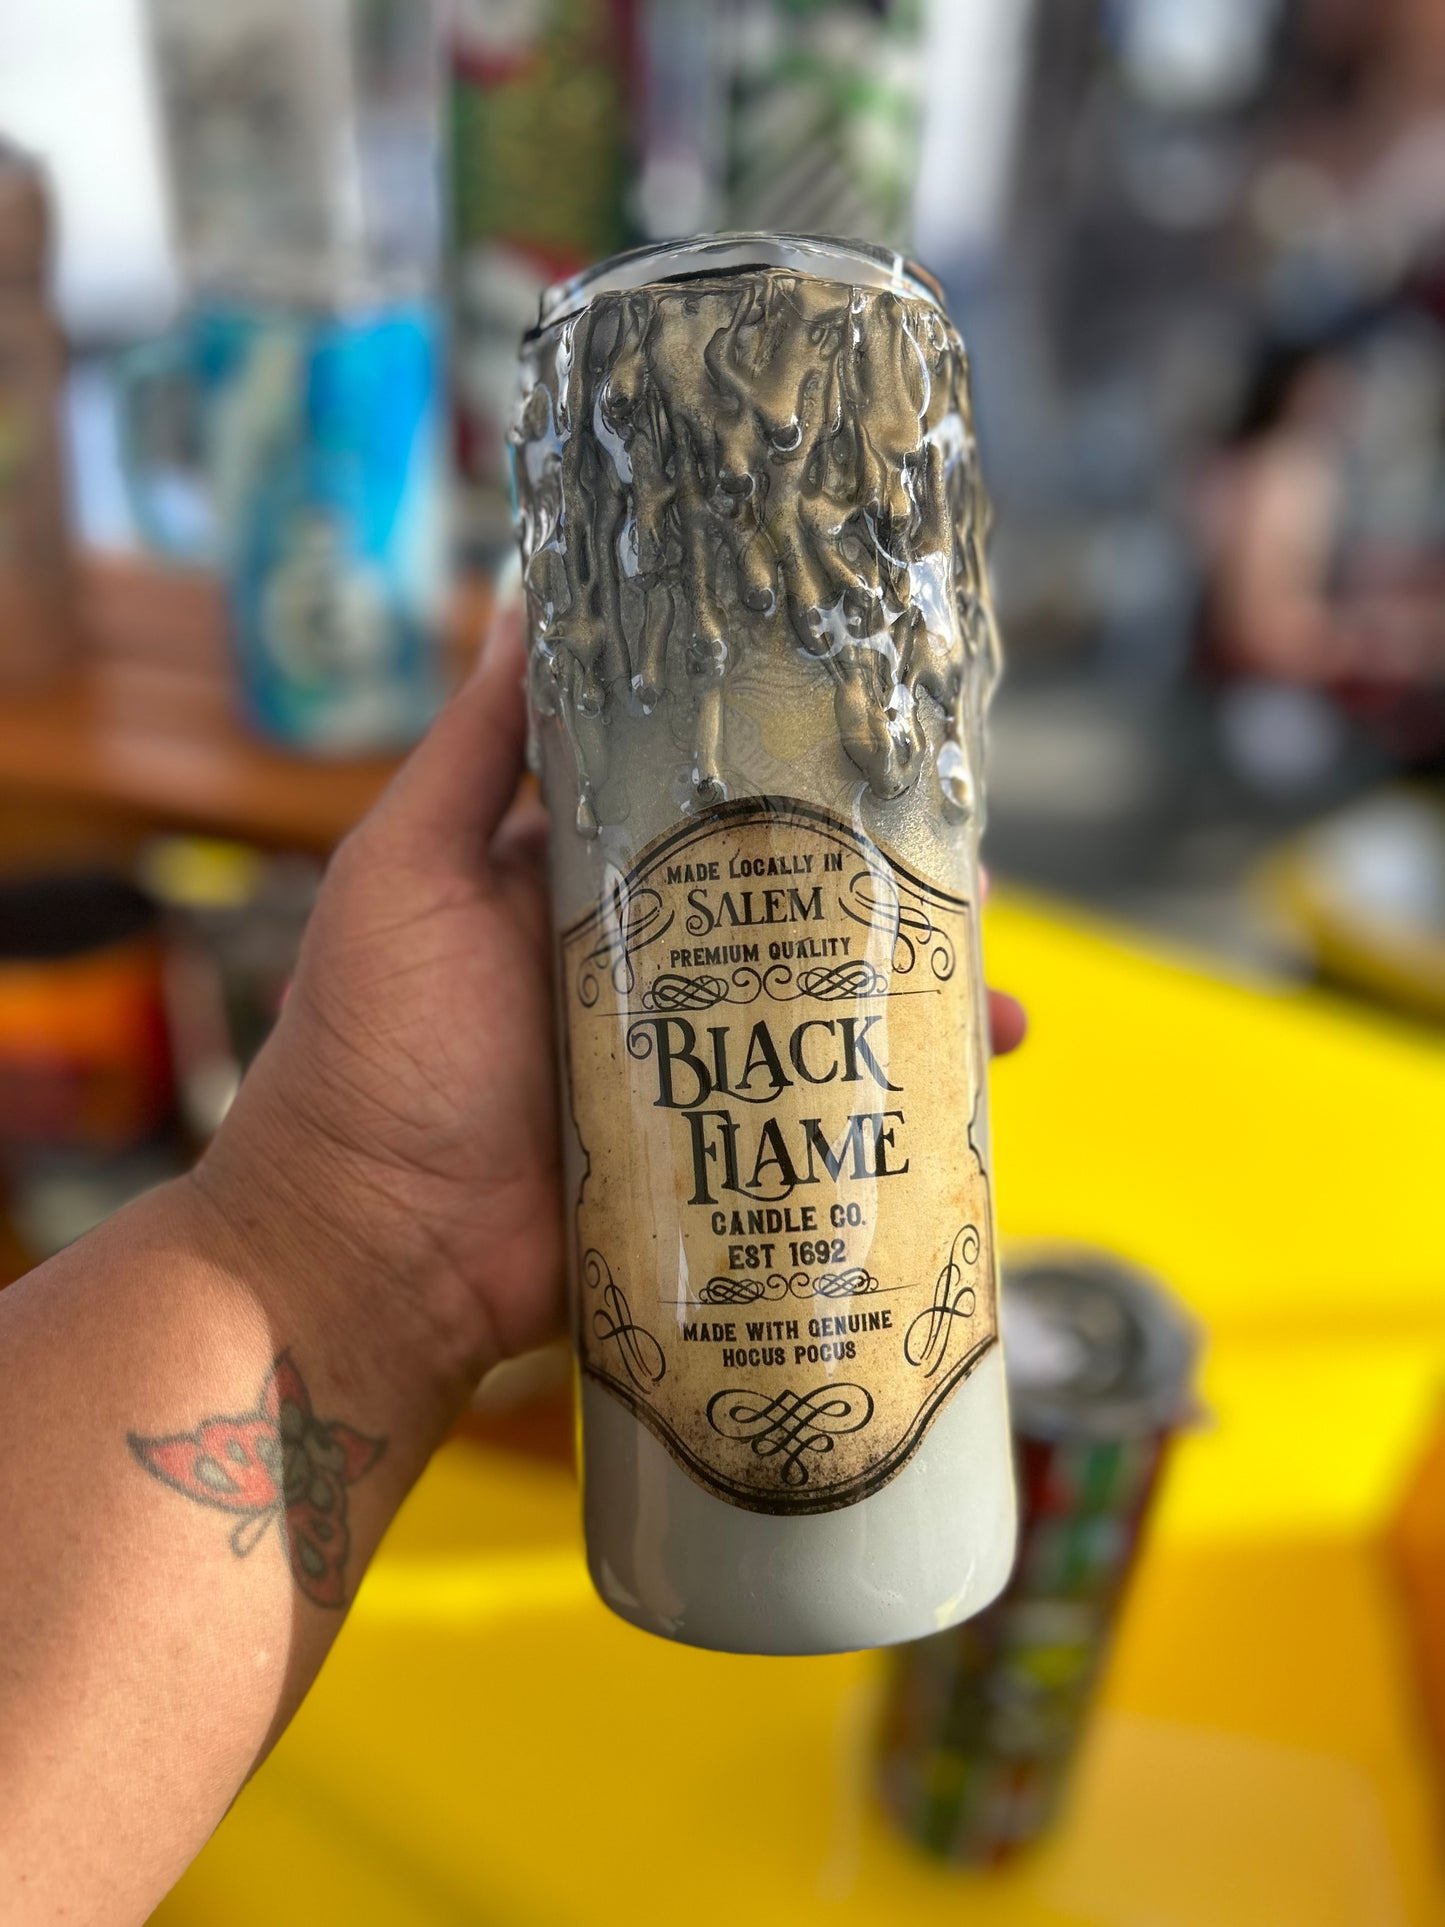 MADE LOCALLY IN
SALEM
PREMIUM QUALITY
BLACK
FLAME
CANDLE CO.
EST 1692
MADE WITH GENUINE
HOCUS POCUS